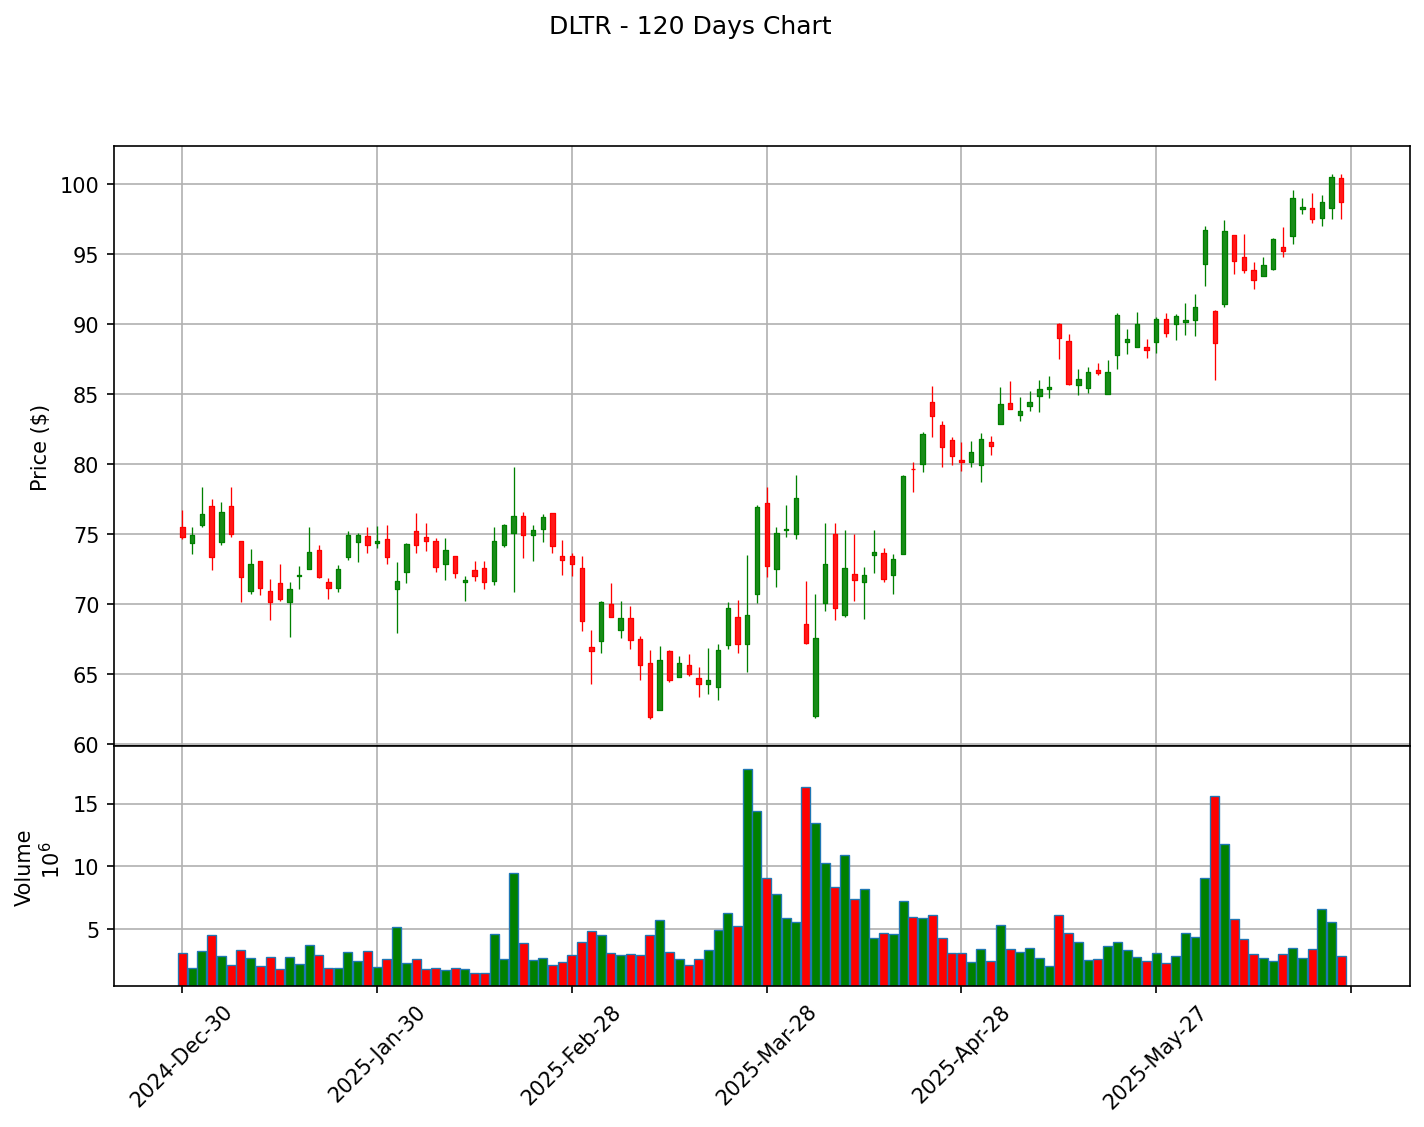 DLTR - 120 Days Chart
Price ($)
100
95
90
85
80
75
70
65
60
Volume
10⁶
15
10
5
2024-Dec-30
2025-Jan-30
2025-Feb-28
2025-Mar-28
2025-Apr-28
2025-May-27